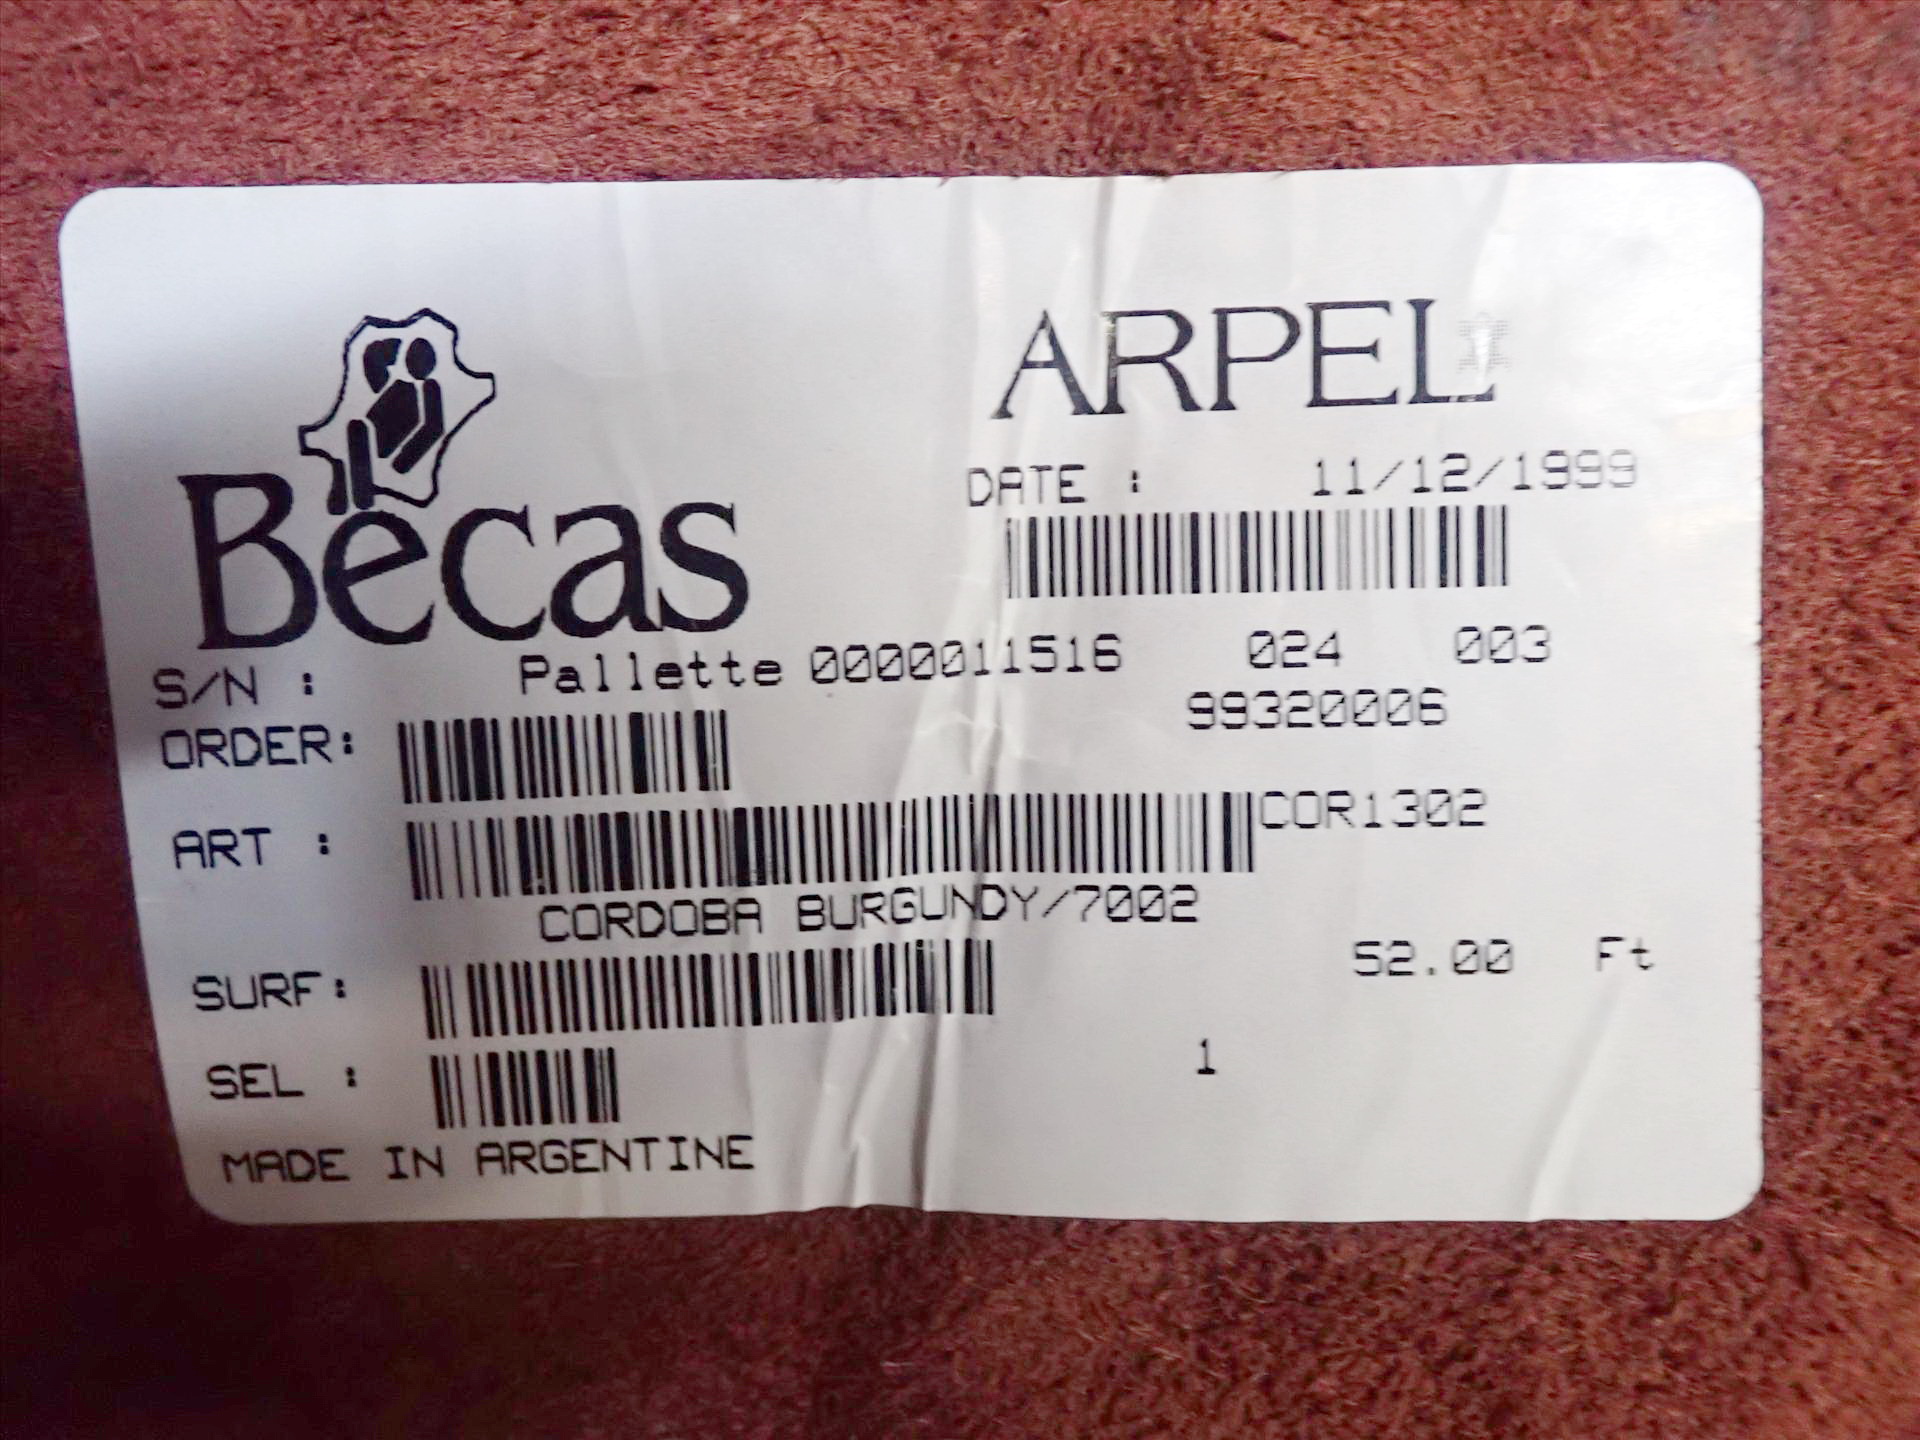 Becas
ARPEL
DATE : 11/12/1999
S/N : Pallette 0000011516 024 003
ORDER: 99320006
ART : COR1302
CORDOBA BURGUNDY/7002
SURF: 52.00 Ft
SEL : 1
MADE IN ARGENTINE